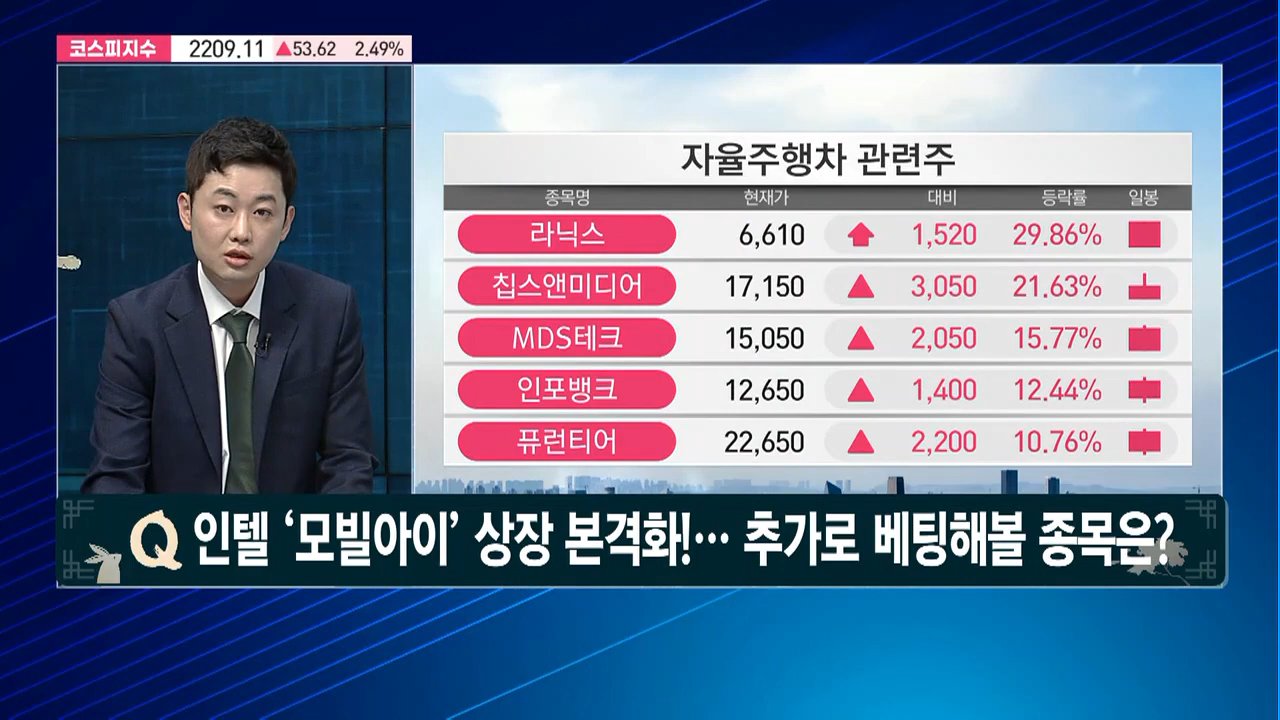 코스피지수 2209.11 ▲53.62 2.49%
자율주행차 관련주
종목명 현재가 대비 등락률 일봉
라닉스 6,610 1,520 29.86%
칩스앤미디어 17,150 ▲ 3,050 21.63%
MDS테크 15,050 ▲ 2,050 15.77%
인포뱅크 12,650 ▲ 1,400 12.44%
퓨런티어 22,650 ▲ 2,200 10.76%
Q 인텔 ‘모빌아이’ 상장 본격화!… 추가로 베팅해볼 종목은?